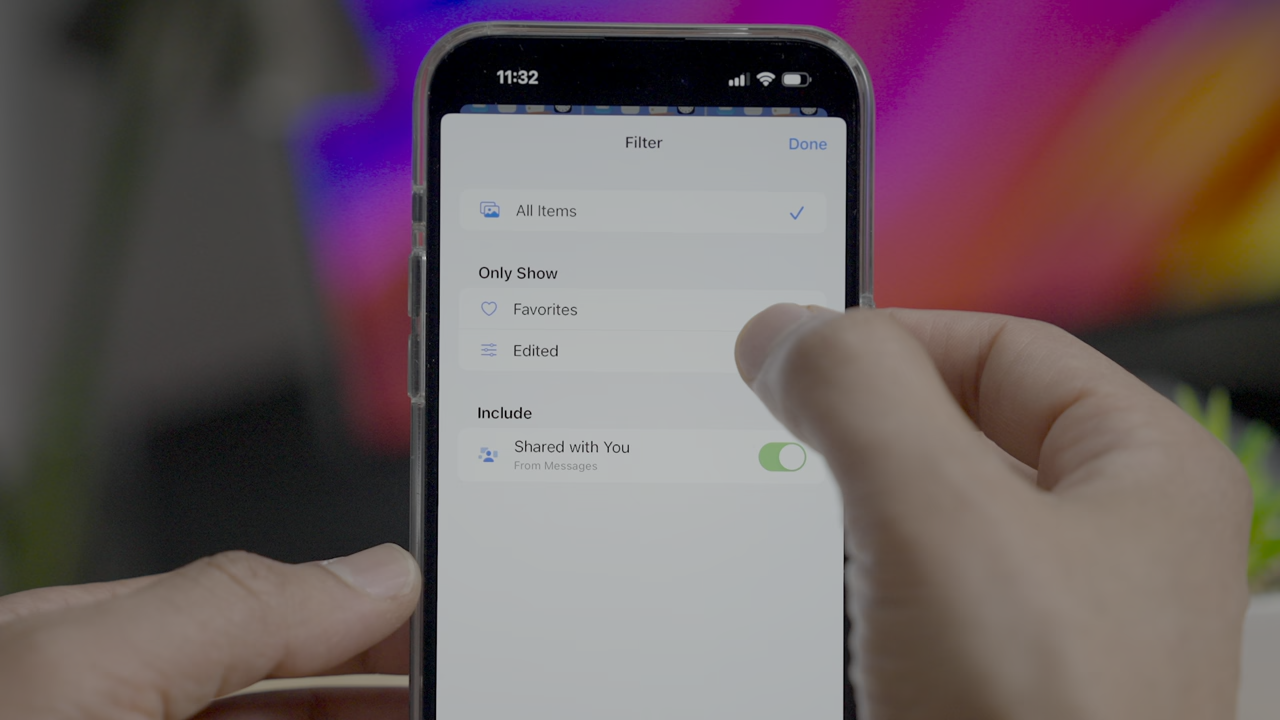 11:32
Filter
Done
All Items
Only Show
Favorites
Edited
Include
Shared with You
From Messages